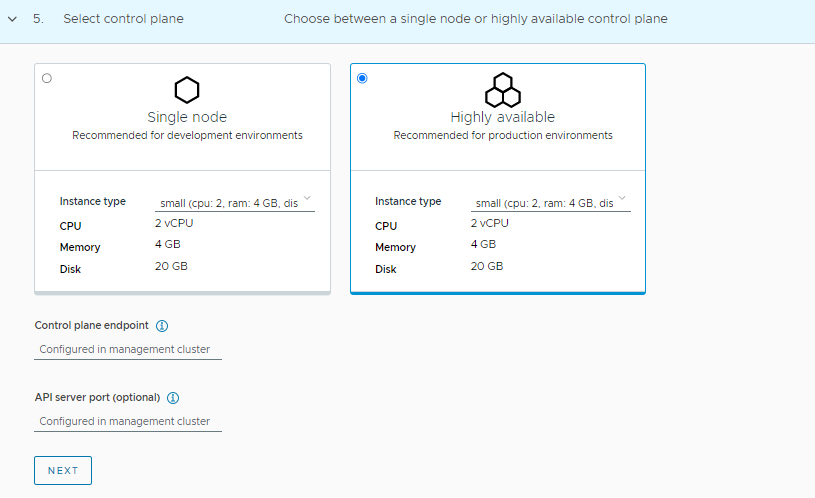 5. Select control plane Choose between a single node or highly available control plane
Single node
Recommended for development environments
Instance type small (cpu: 2, ram: 4 GB, dis
CPU 2 vCPU
Memory 4 GB
Disk 20 GB
Highly available
Recommended for production environments
Instance type small (cpu: 2, ram: 4 GB, dis
CPU 2 vCPU
Memory 4 GB
Disk 20 GB
Control plane endpoint
Configured in management cluster
API server port (optional)
Configured in management cluster
NEXT